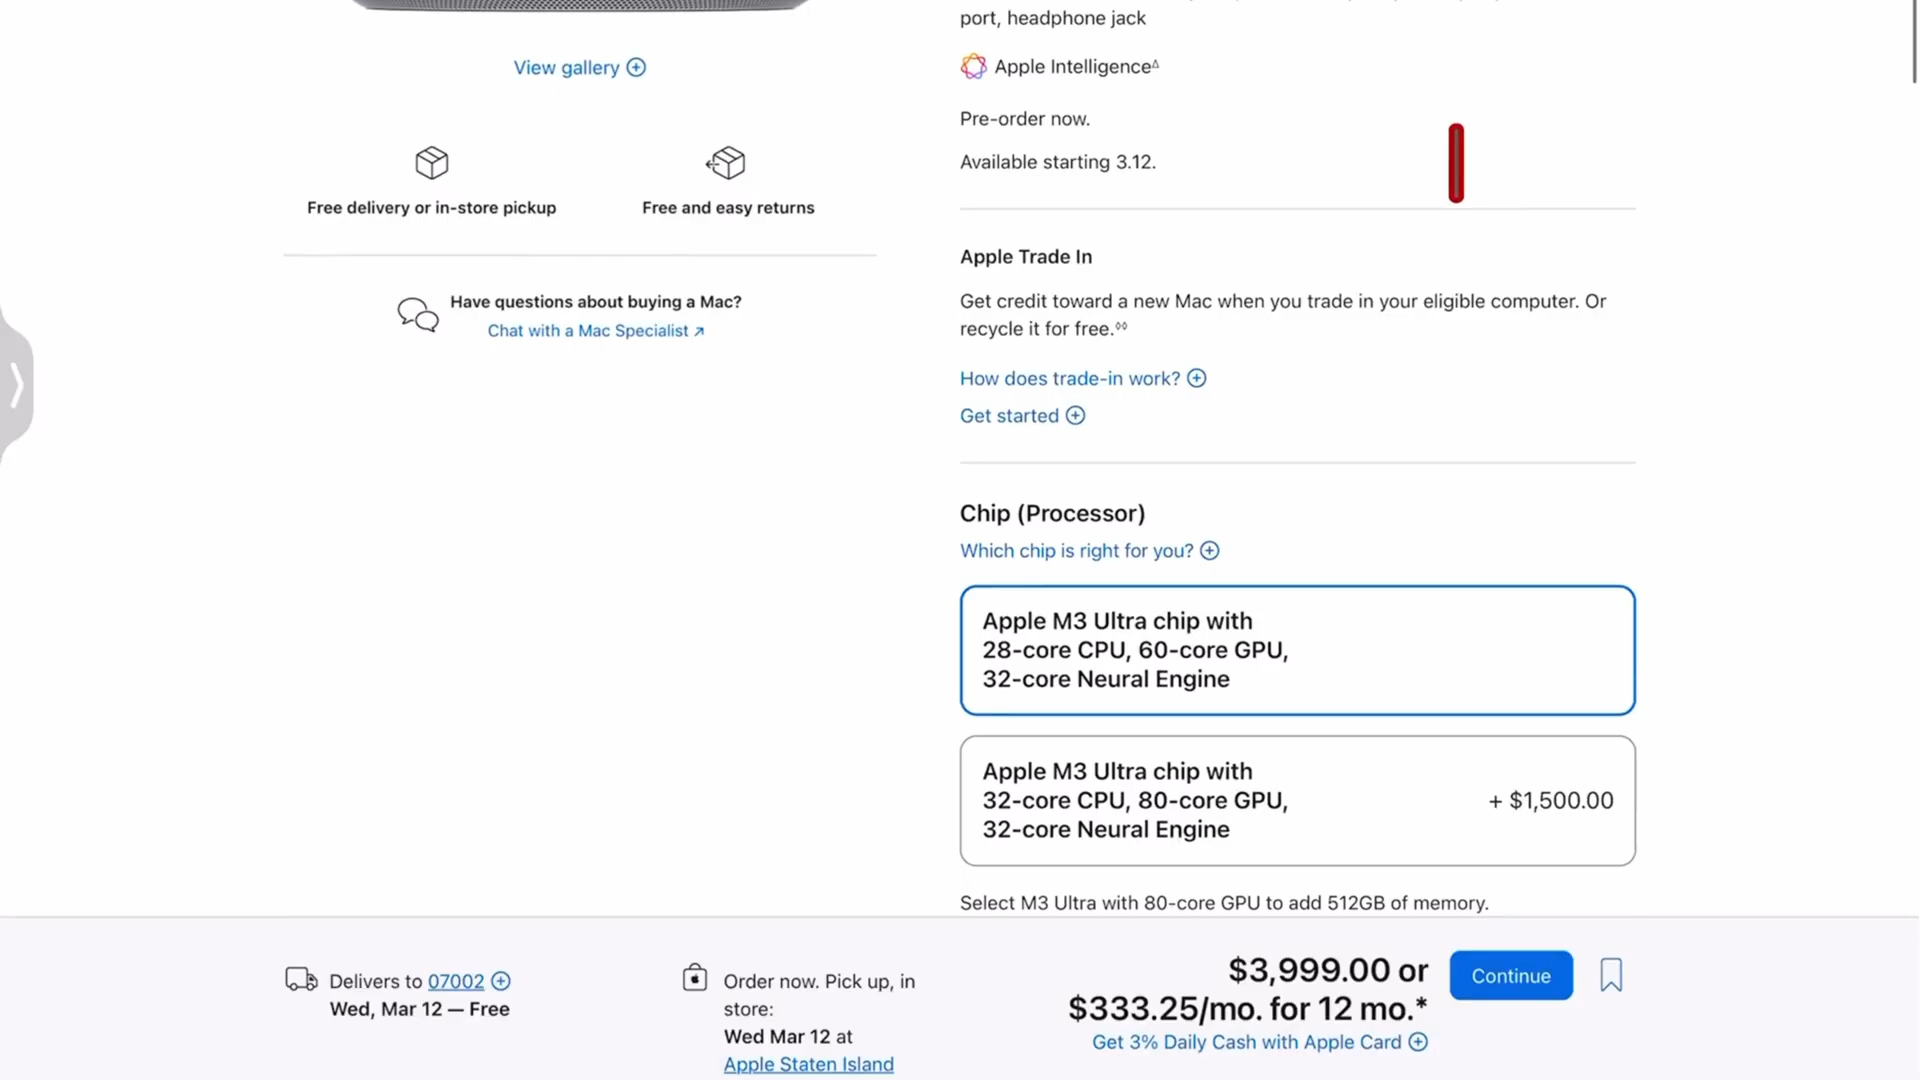 port, headphone jack
View gallery
Apple IntelligenceΔ
Pre-order now.
Available starting 3.12.
Free delivery or in-store pickup
Free and easy returns
Have questions about buying a Mac?
Chat with a Mac Specialist ↗
Apple Trade In
Get credit toward a new Mac when you trade in your eligible computer. Or
recycle it for free.◊◊
How does trade-in work?
Get started
Chip (Processor)
Which chip is right for you?
Apple M3 Ultra chip with
28-core CPU, 60-core GPU,
32-core Neural Engine
Apple M3 Ultra chip with
32-core CPU, 80-core GPU,
32-core Neural Engine
+ $1,500.00
Select M3 Ultra with 80-core GPU to add 512GB of memory.
Delivers to 07002
Wed, Mar 12 — Free
Order now. Pick up, in
store:
Wed Mar 12 at
Apple Staten Island
$3,999.00 or
$333.25/mo. for 12 mo.*
Get 3% Daily Cash with Apple Card
Continue